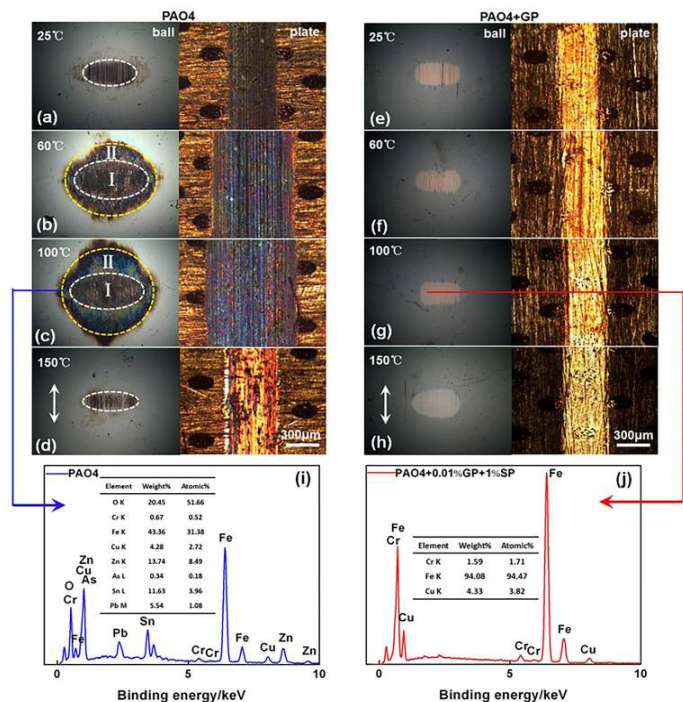 PAO4
25℃ ball plate
(a)
60℃
II
I
(b)
100℃
II
I
(c)
150℃
(d)
300μm
PAO4+GP
25℃ ball plate
(e)
60℃
(f)
100℃
(g)
150℃
(h)
300μm
PAO4 (i)
Element Weight% Atomic%
O K 20.45 51.66
Cr K 0.67 0.52
Fe K 43.36 31.38
Cu K 4.28 2.72
Zn K 13.74 8.49
As L 0.34 0.18
Sn L 11.63 3.96
Pb M 5.54 1.08
Fe
Zn
Cu
As
O
Cr
Fe
Pb
Sn
Cr
Cr
Fe
Cu
Zn
Zn
0 5 10
Binding energy/keV
PAO4+0.01%GP+1%SP (j)
Fe
Element Weight% Atomic%
Cr K 1.59 1.71
Fe K 94.08 94.47
Cu K 4.33 3.82
Fe
Cr
Cu
Cr
Cr
Fe
Cu
0 5 10
Binding energy/keV